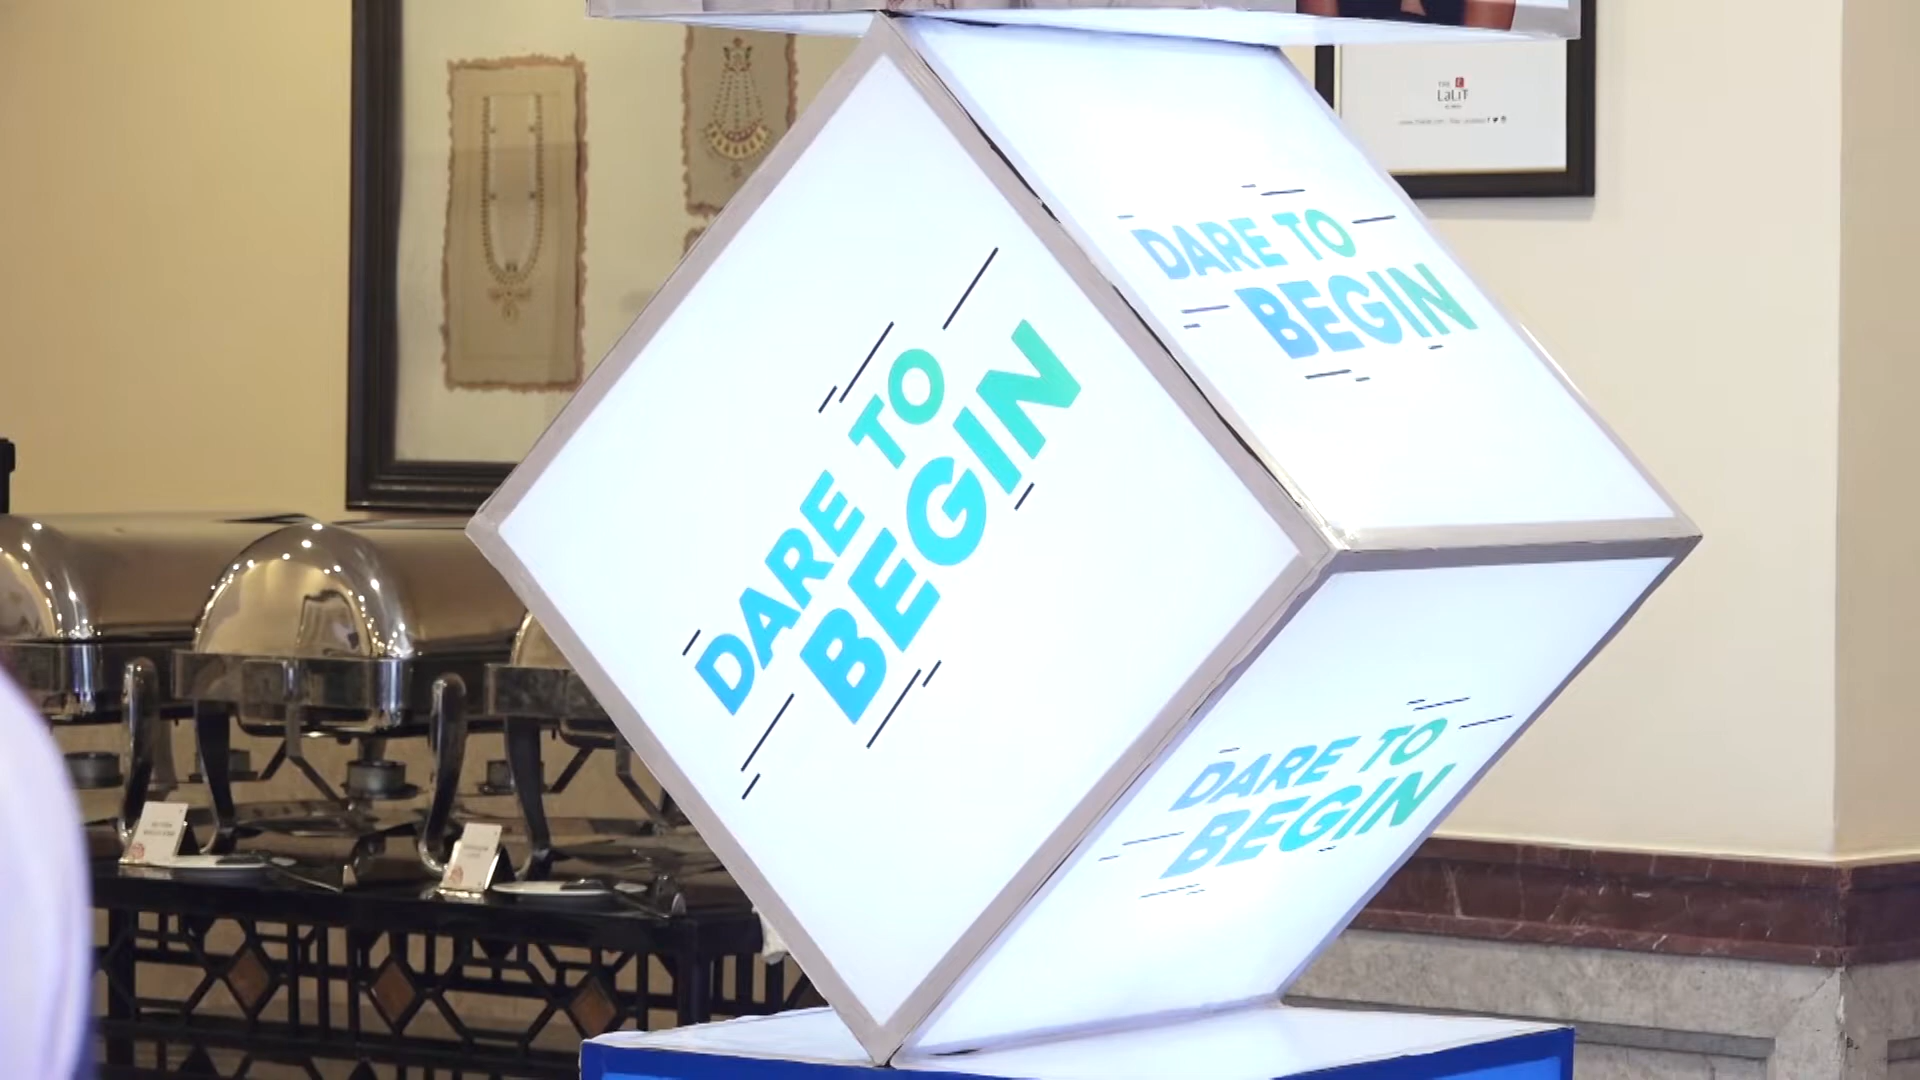 DARE TO
BEGIN
DARE TO
BEGIN
DARE TO
BEGIN
THE
LaLiT